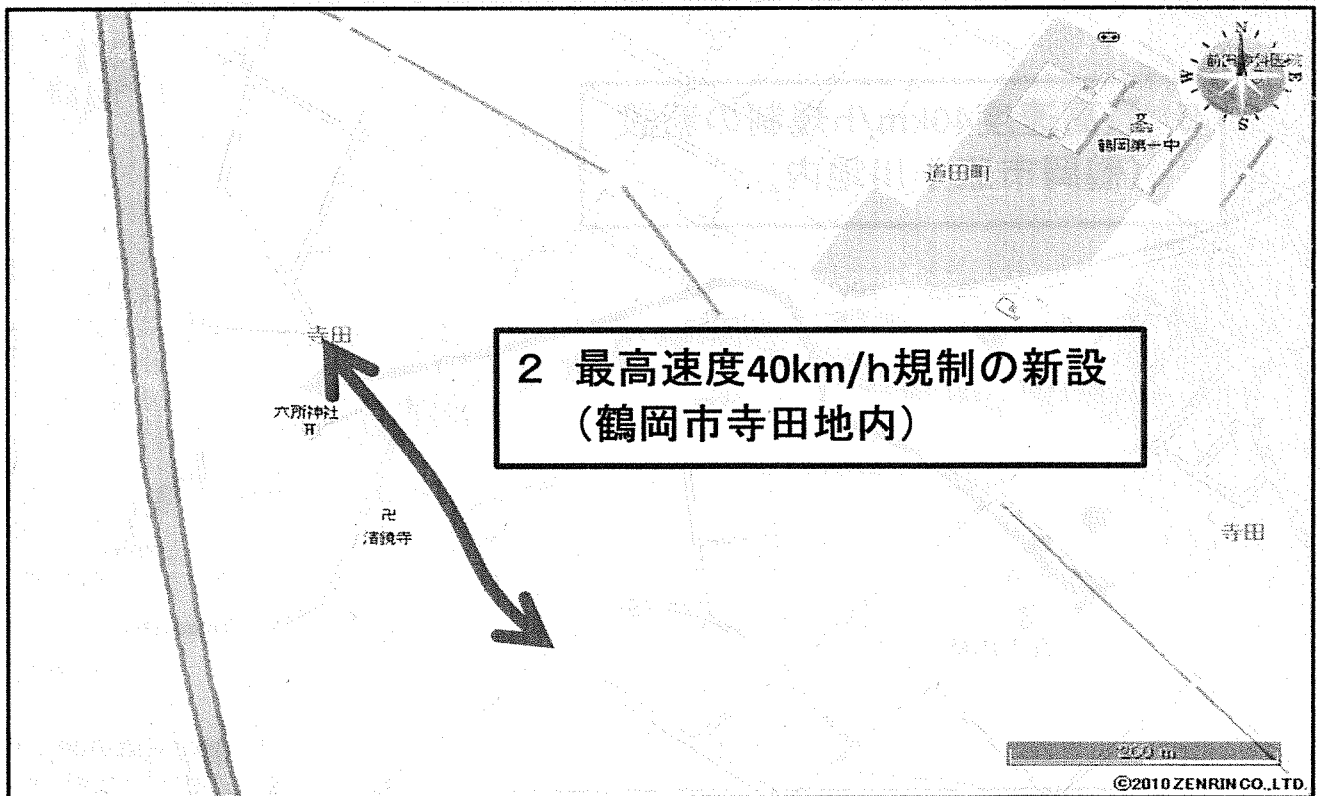 N
W
E
S
鶴岡第一中
道田町
寺田
2 最高速度40km/h規制の新設
(鶴岡市寺田地内)
六所神社
卍
清鏡寺
寺田
©2010 ZENRIN CO., LTD.